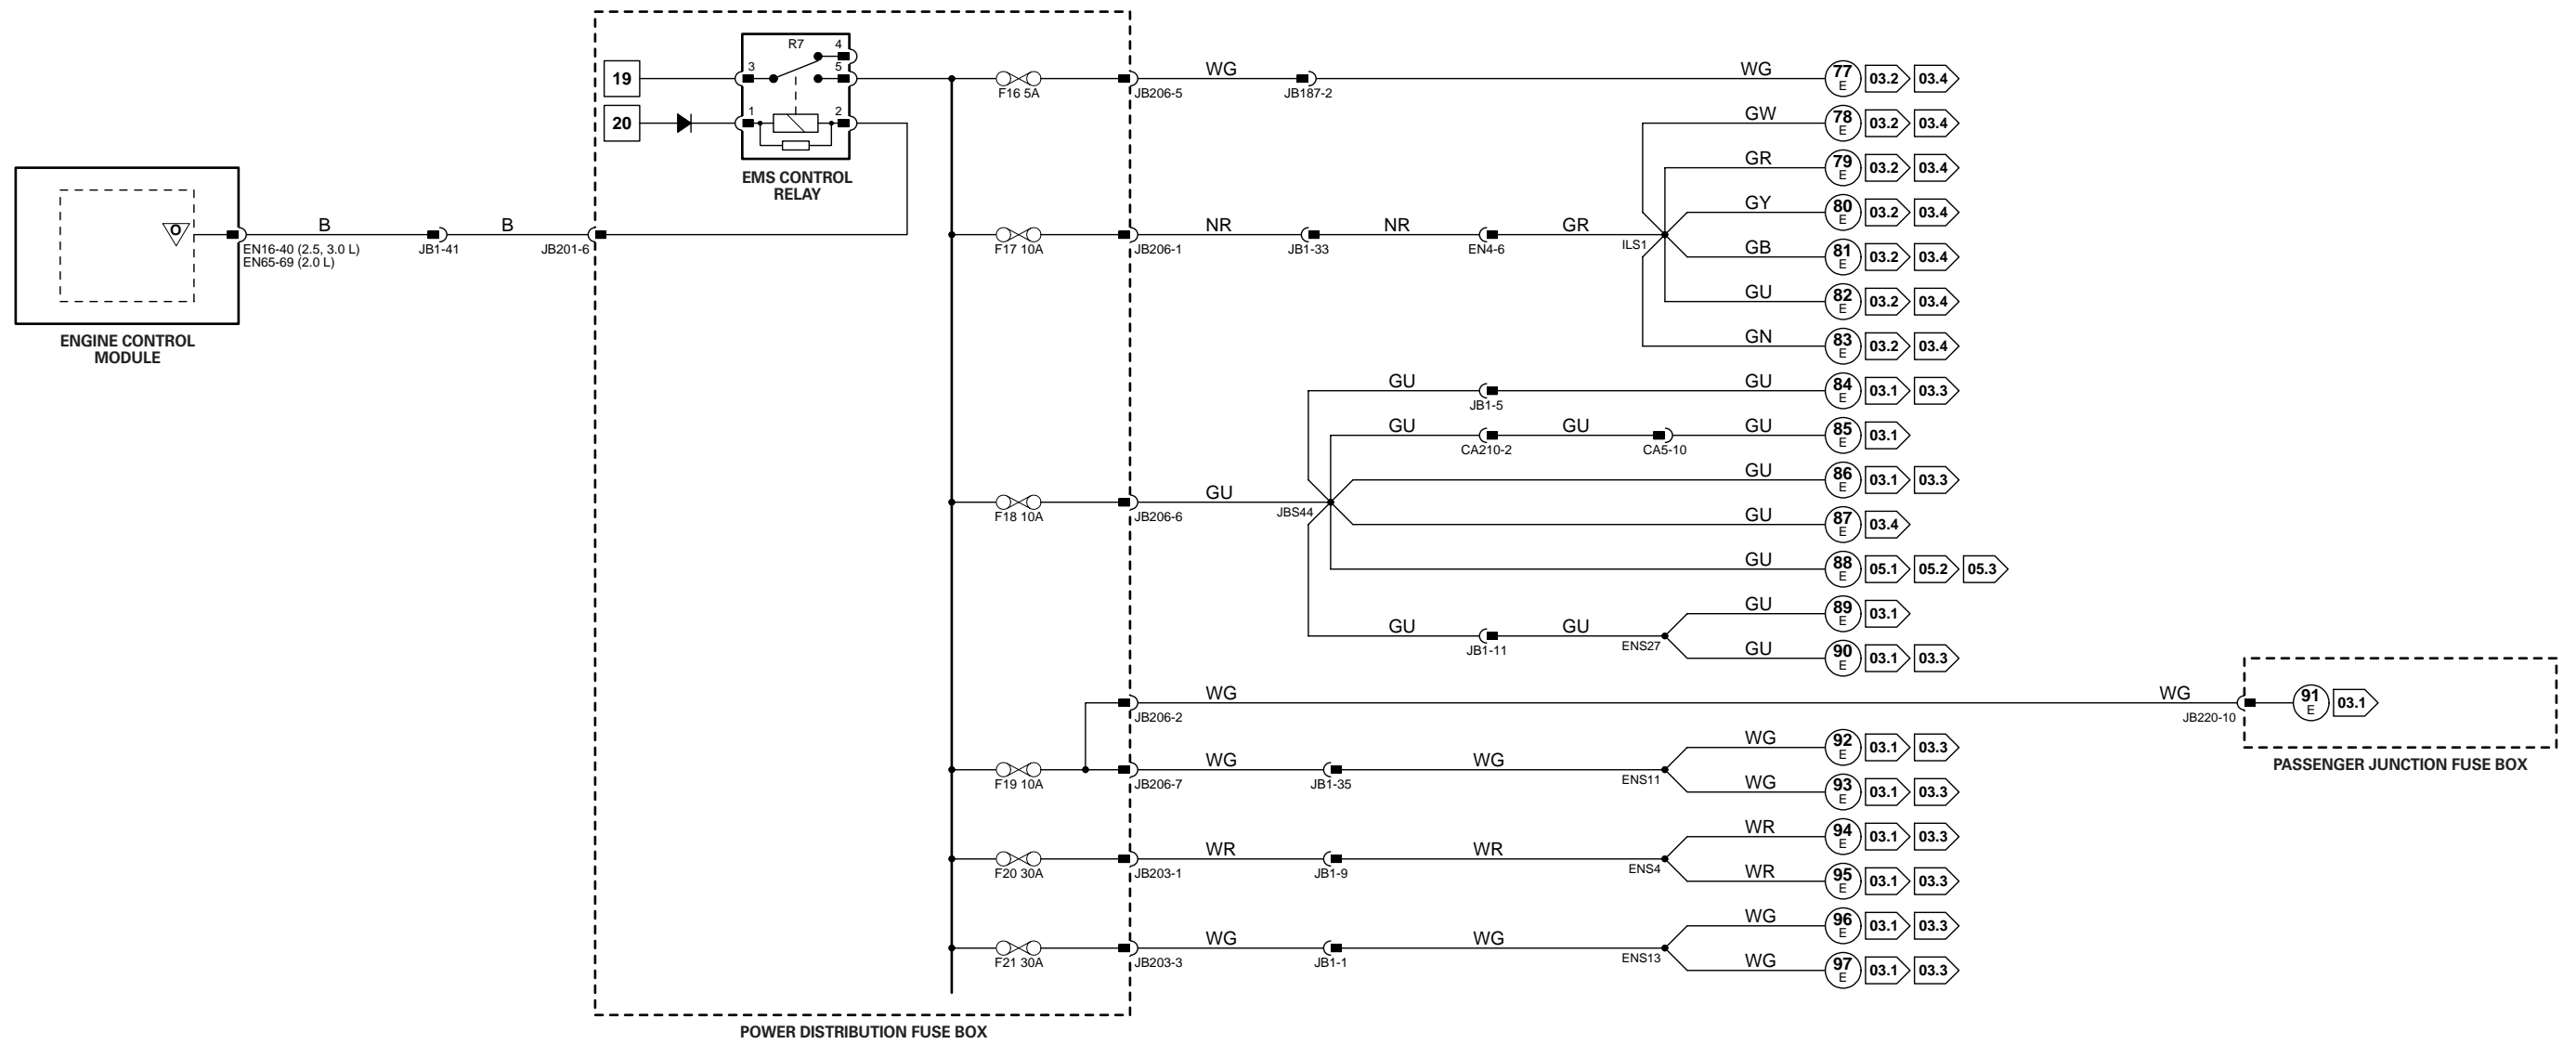 R7
4
3
5
19
F16 5A
JB206-5
WG
JB187-2
WG
77
E
03.2
03.4
20
1
2
EMS CONTROL
RELAY
GW
78
E
03.2
03.4
GR
79
E
03.2
03.4
GY
80
E
03.2
03.4
O
B
EN16-40 (2.5, 3.0 L)
EN65-69 (2.0 L)
JB1-41
B
JB201-6
ENGINE CONTROL
MODULE
F17 10A
JB206-1
NR
JB1-33
NR
EN4-6
GR
ILS1
GB
81
E
03.2
03.4
GU
82
E
03.2
03.4
GN
83
E
03.2
03.4
GU
JB1-5
GU
84
E
03.1
03.3
GU
CA210-2
GU
CA5-10
GU
85
E
03.1
GU
86
E
03.1
03.3
F18 10A
JB206-6
GU
JBS44
GU
87
E
03.4
GU
88
E
05.1
05.2
05.3
GU
JB1-11
GU
ENS27
GU
89
E
03.1
GU
90
E
03.1
03.3
JB206-2
WG
WG
JB220-10
91
E
03.1
PASSENGER JUNCTION FUSE BOX
F19 10A
JB206-7
WG
JB1-35
WG
ENS11
WG
92
E
03.1
03.3
WG
93
E
03.1
03.3
F20 30A
JB203-1
WR
JB1-9
WR
ENS4
WR
94
E
03.1
03.3
WR
95
E
03.1
03.3
F21 30A
JB203-3
WG
JB1-1
WG
ENS13
WG
96
E
03.1
03.3
WG
97
E
03.1
03.3
POWER DISTRIBUTION FUSE BOX